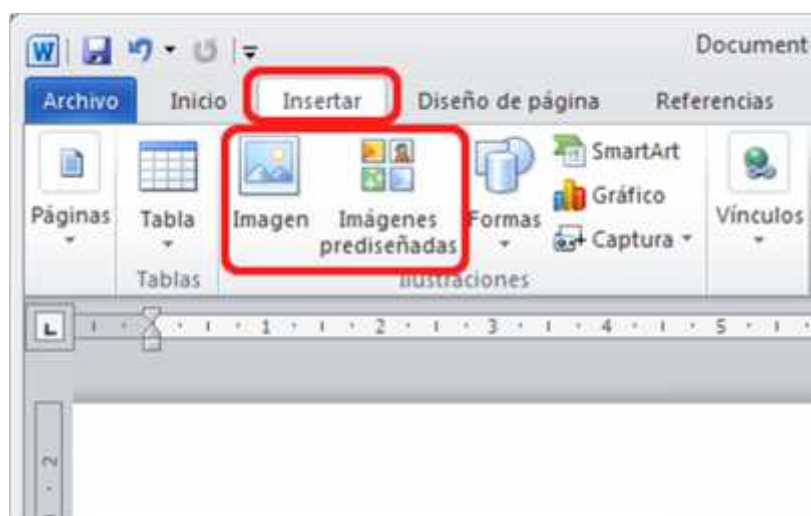 W
Document
Archivo Inicio Insertar Diseño de página Referencias
Páginas
Tabla
Imagen
Imágenes
prediseñadas
Formas
SmartArt
Gráfico
Captura
Vínculos
Tablas
Ilustraciones
L
1 2 3 4 5
2